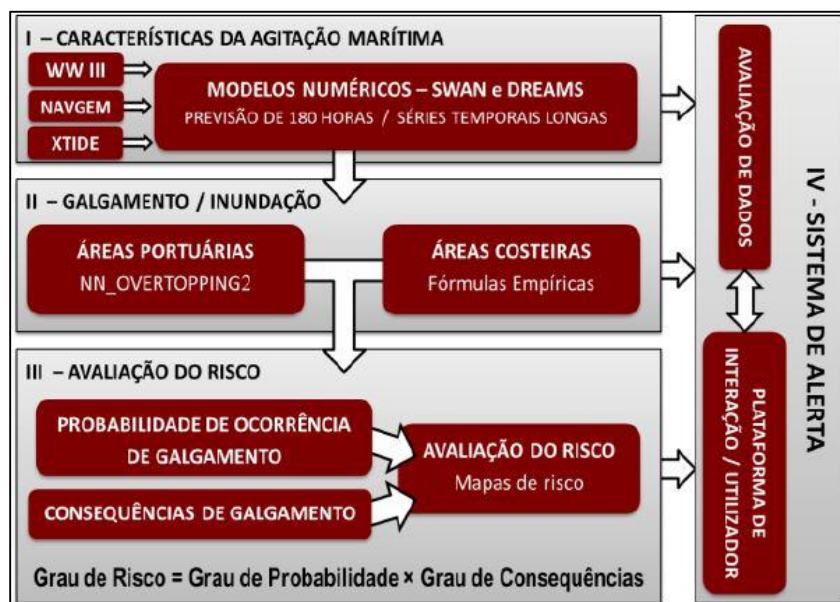 I – CARACTERÍSTICAS DA AGITAÇÃO MARÍTIMA
WW III
NAVGEM
XTIDE
MODELOS NUMÉRICOS – SWAN e DREAMS
PREVISÃO DE 180 HORAS / SÉRIES TEMPORAIS LONGAS
II – GALGAMENTO / INUNDAÇÃO
ÁREAS PORTUÁRIAS
NN_OVERTOPPING2
ÁREAS COSTEIRAS
Fórmulas Empíricas
III – AVALIAÇÃO DO RISCO
PROBABILIDADE DE OCORRÊNCIA
DE GALGAMENTO
CONSEQUÊNCIAS DE GALGAMENTO
AVALIAÇÃO DO RISCO
Mapas de risco
Grau de Risco = Grau de Probabilidade × Grau de Consequências
AVALIAÇÃO DE DADOS
PLATAFORMA DE
INTERAÇÃO / UTILIZADOR
IV - SISTEMA DE ALERTA